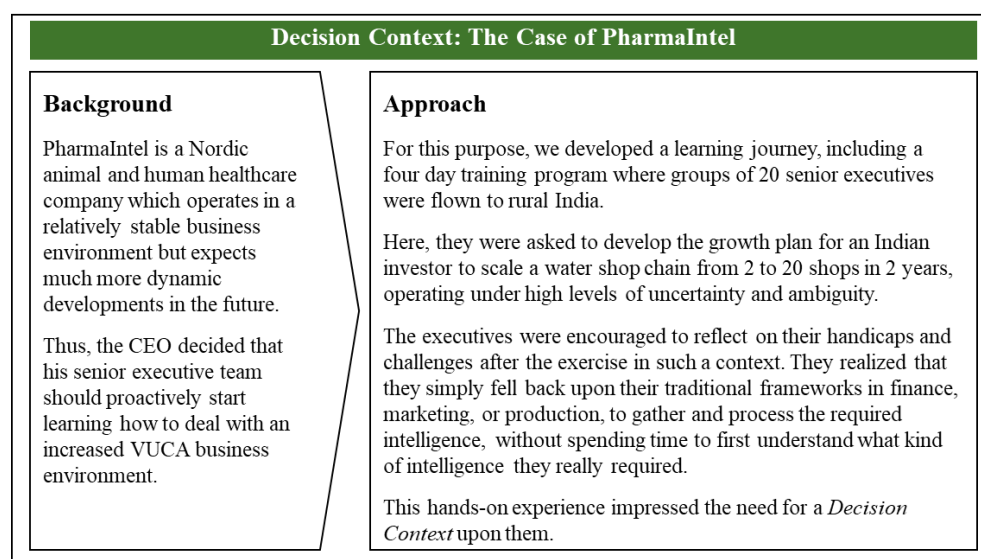 Decision Context: The Case of PharmaIntel
Background
PharmaIntel is a Nordic
animal and human healthcare
company which operates in a
relatively stable business
environment but expects
much more dynamic
developments in the future.
Thus, the CEO decided that
his senior executive team
should proactively start
learning how to deal with an
increased VUCA business
environment.
Approach
For this purpose, we developed a learning journey, including a
four day training program where groups of 20 senior executives
were flown to rural India.
Here, they were asked to develop the growth plan for an Indian
investor to scale a water shop chain from 2 to 20 shops in 2 years,
operating under high levels of uncertainty and ambiguity.
The executives were encouraged to reflect on their handicaps and
challenges after the exercise in such a context. They realized that
they simply fell back upon their traditional frameworks in finance,
marketing, or production, to gather and process the required
intelligence, without spending time to first understand what kind
of intelligence they really required.
This hands-on experience impressed the need for a Decision
Context upon them.